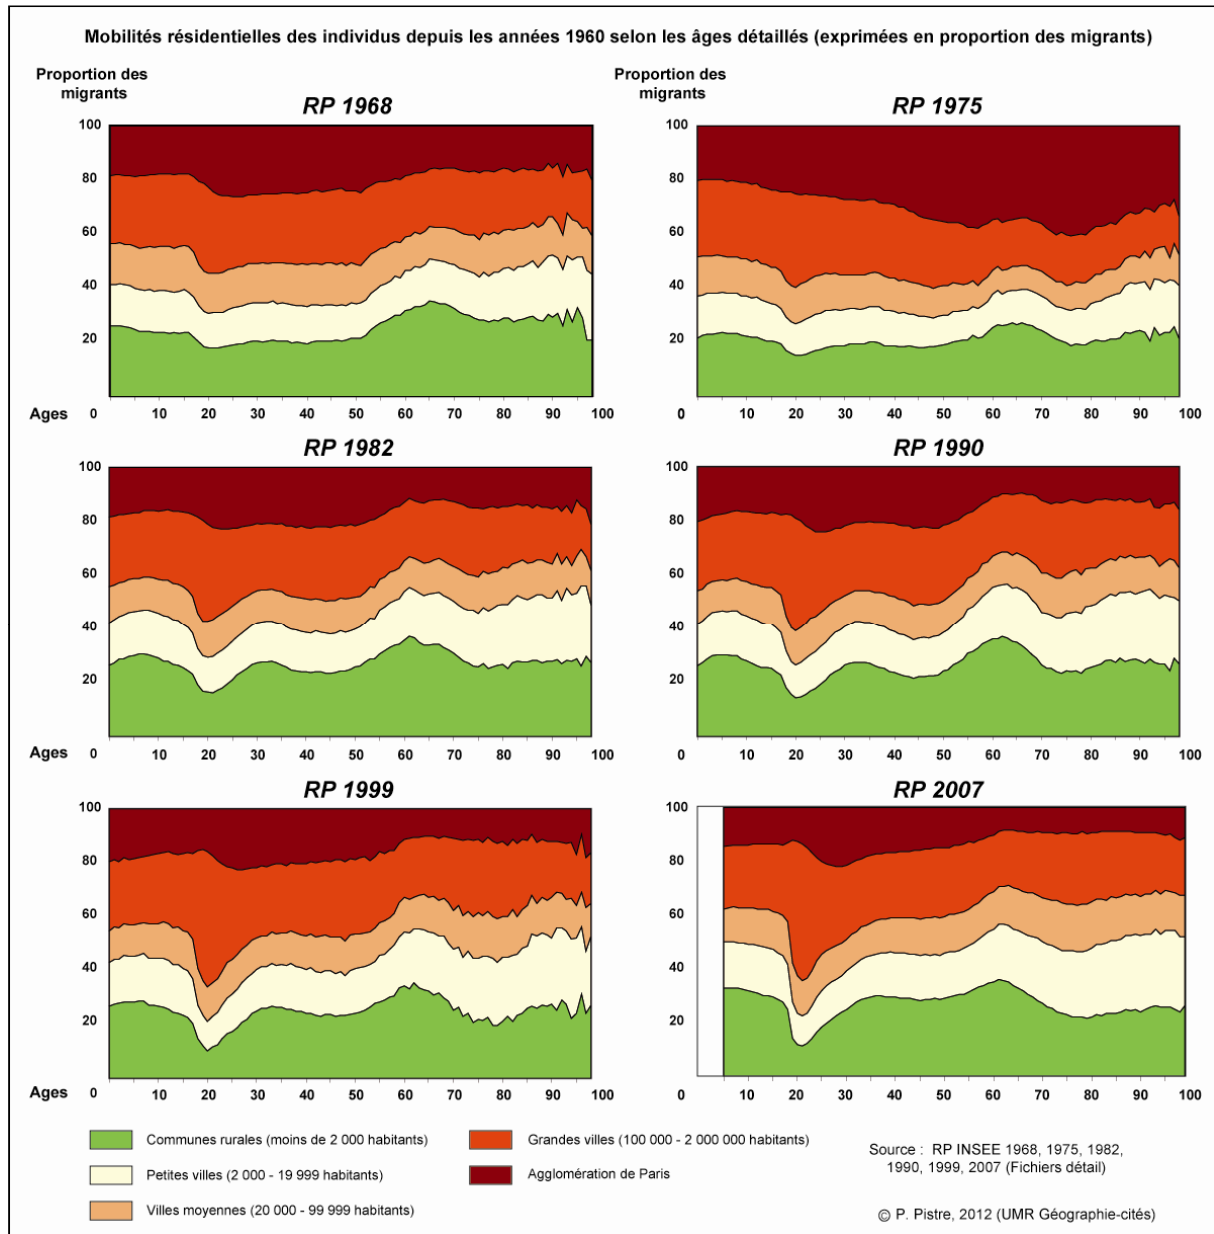 Mobilités résidentielles des individus depuis les années 1960 selon les âges détaillés (exprimées en proportion des migrants)
Proportion des
migrants
RP 1968
100
80
60
40
20
Ages 0 10 20 30 40 50 60 70 80 90 100
Proportion des
migrants
RP 1975
100
80
60
40
20
0 10 20 30 40 50 60 70 80 90 100
RP 1982
100
80
60
40
20
Ages 0 10 20 30 40 50 60 70 80 90 100
RP 1990
100
80
60
40
20
0 10 20 30 40 50 60 70 80 90 100
RP 1999
100
80
60
40
20
Ages 0 10 20 30 40 50 60 70 80 90 100
RP 2007
100
80
60
40
20
0 10 20 30 40 50 60 70 80 90 100
Communes rurales (moins de 2 000 habitants)
Petites villes (2 000 - 19 999 habitants)
Villes moyennes (20 000 - 99 999 habitants)
Grandes villes (100 000 - 2 000 000 habitants)
Agglomération de Paris
Source : RP INSEE 1968, 1975, 1982,
1990, 1999, 2007 (Fichiers détail)
© P. Pistre, 2012 (UMR Géographie-cités)